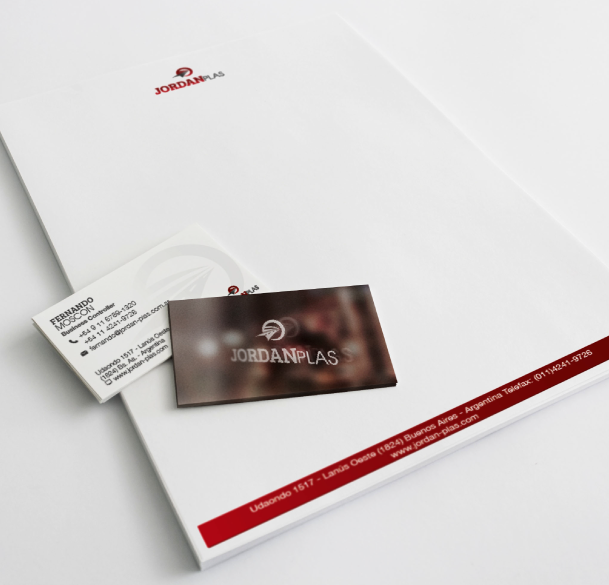 JORDANPLAS
FERNANDO
MOSCON
Business Controller
+54 9 11 6789-1320
+54 11 4241-9726
fernando@jordan-plas.com.
Udaondo 1517 - Lanús Oeste
(1824) Bs. As. - Argentina
www.jordan-plas.com
PLAS
JORDANPLAS
Udaondo 1517 - Lanús Oeste (1824) Buenos Aires - Argentina Telefax: (011)4241-9726
www.jordan-plas.com